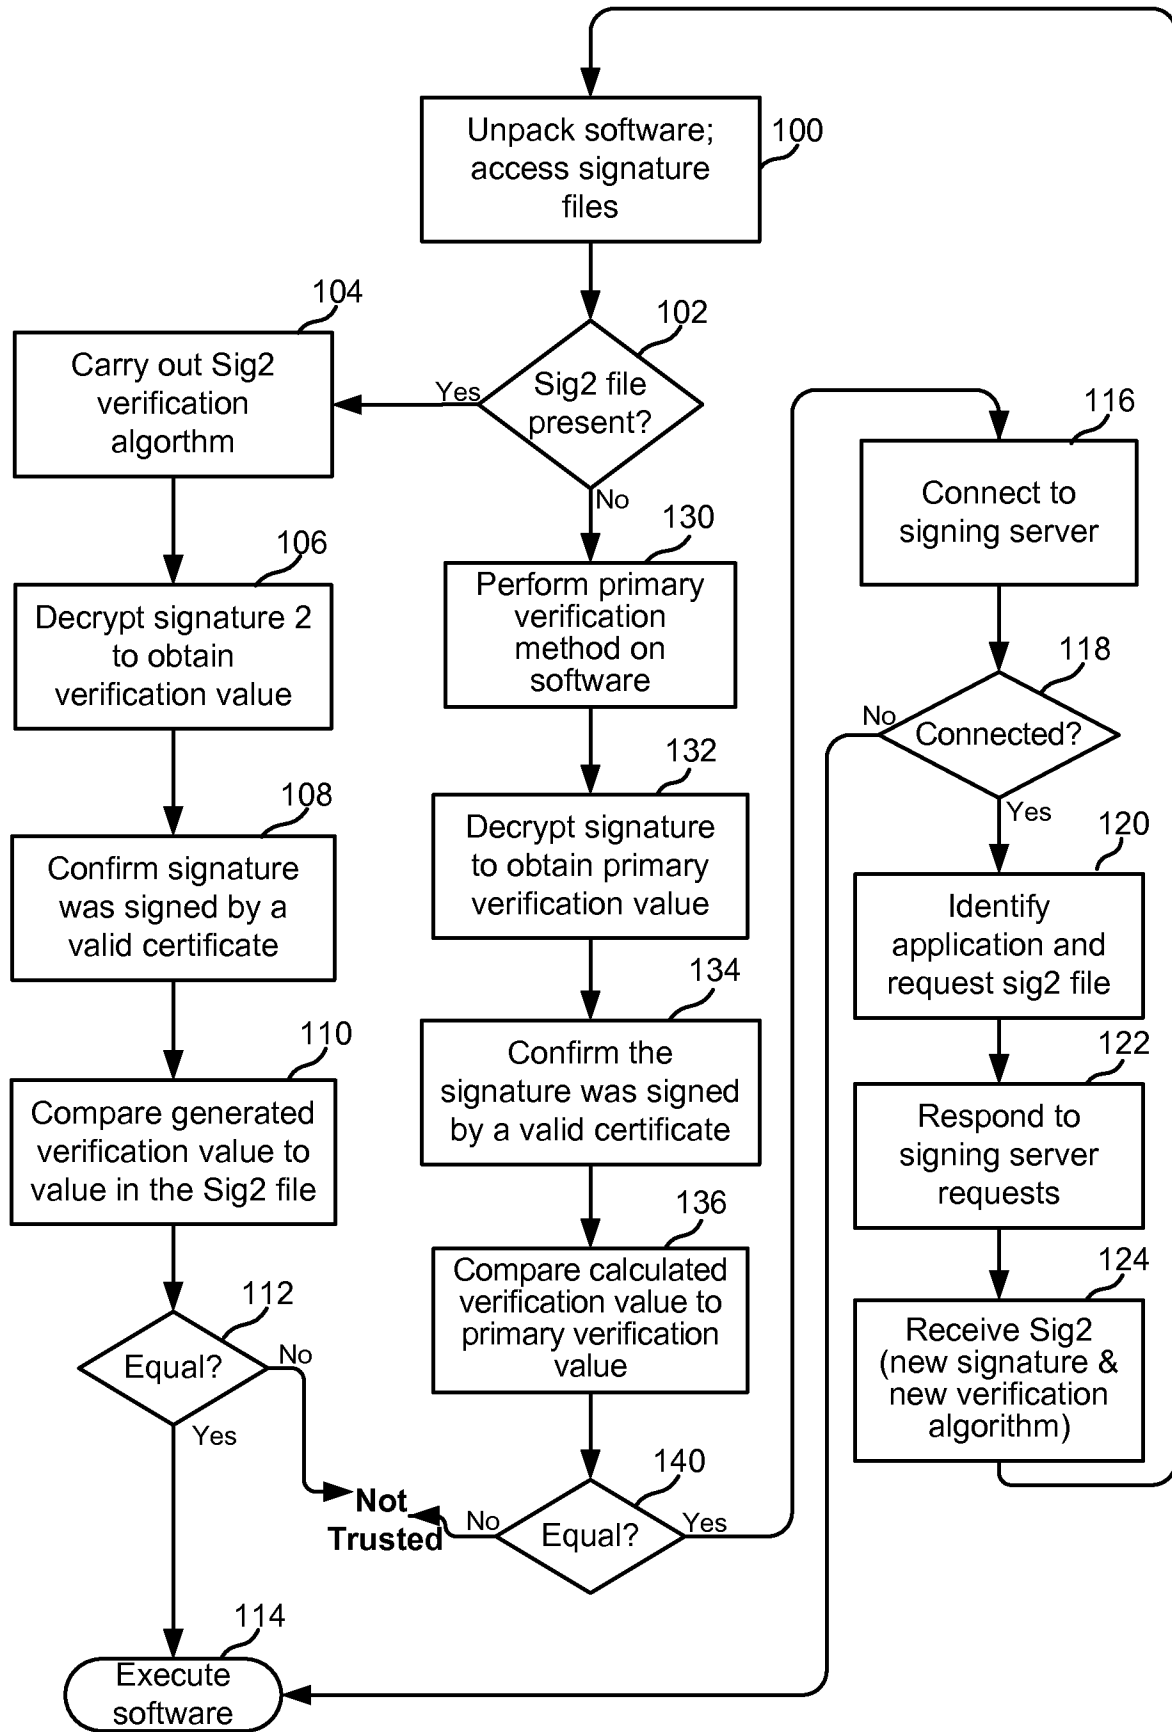 100
Unpack software;
access signature
files
102
Sig2 file
present?
Yes
No
104
Carry out Sig2
verification
algorthm
106
Decrypt signature 2
to obtain
verification value
108
Confirm signature
was signed by a
valid certificate
110
Compare generated
verification value to
value in the Sig2 file
112
Equal?
No
Yes
114
Execute
software
130
Perform primary
verification
method on
software
132
Decrypt signature
to obtain primary
verification value
134
Confirm the
signature was signed
by a valid certificate
136
Compare calculated
verification value to
primary verification
value
140
Equal?
No
Yes
Not
Trusted
116
Connect to
signing server
118
Connected?
No
Yes
120
Identify
application and
request sig2 file
122
Respond to
signing server
requests
124
Receive Sig2
(new signature &
new verification
algorithm)